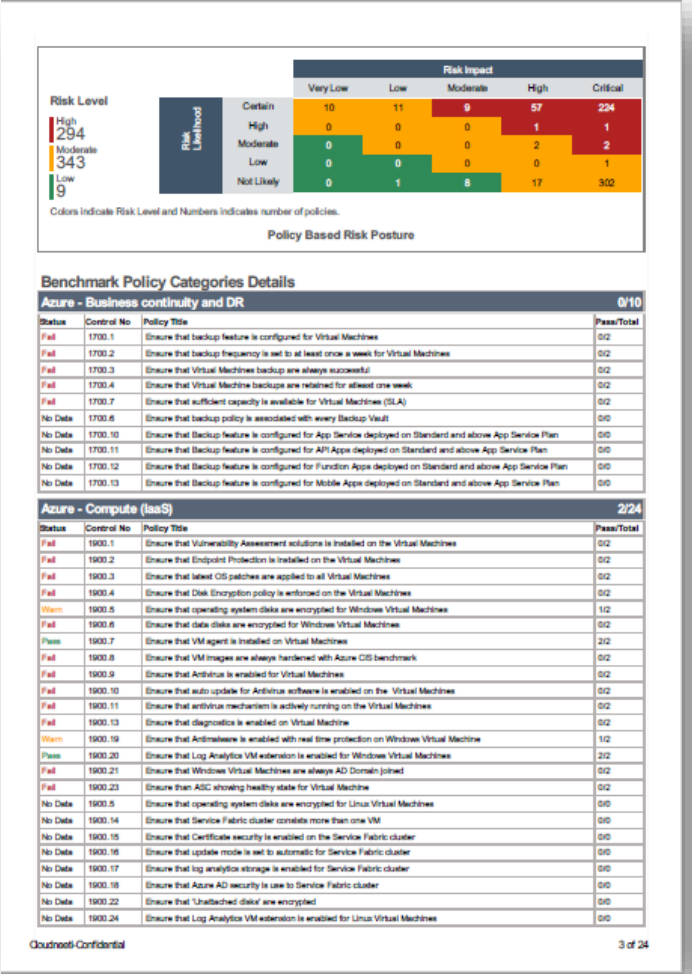 Risk Impact
Very Low Low Moderate High Critical
Risk Level
High
294
Moderate
343
Low
9
Risk Likelihood
Certain 10 11 9 57 224
High 0 0 0 1 1
Moderate 0 0 0 2 2
Low 0 0 0 0 1
Not Likely 0 1 8 17 302
Colors indicate Risk Level and Numbers indicates number of policies.
Policy Based Risk Posture
Benchmark Policy Categories Details
Azure - Business continuity and DR 0/10
Status Control No Policy Title Pass/Total
Fail 1700.1 Ensure that backup feature is configured for Virtual Machines 0/2
Fail 1700.2 Ensure that backup frequency is set to at least once a week for Virtual Machines 0/2
Fail 1700.3 Ensure that Virtual Machines backup are always successful 0/2
Fail 1700.4 Ensure that Virtual Machine backups are retained for atleast one week 0/2
Fail 1700.7 Ensure that sufficient capacity is available for Virtual Machines (SLA) 0/2
No Data 1700.6 Ensure that backup policy is associated with every Backup Vault 0/0
No Data 1700.10 Ensure that Backup feature is configured for App Service deployed on Standard and above App Service Plan 0/0
No Data 1700.11 Ensure that Backup feature is configured for API Apps deployed on Standard and above App Service Plan 0/0
No Data 1700.12 Ensure that Backup feature is configured for Function Apps deployed on Standard and above App Service Plan 0/0
No Data 1700.13 Ensure that Backup feature is configured for Mobile Apps deployed on Standard and above App Service Plan 0/0
Azure - Compute (IaaS) 2/24
Status Control No Policy Title Pass/Total
Fail 1900.1 Ensure that Vulnerability Assessment solutions is installed on the Virtual Machines 0/2
Fail 1900.2 Ensure that Endpoint Protection is installed on the Virtual Machines 0/2
Fail 1900.3 Ensure that latest OS patches are applied to all Virtual Machines 0/2
Fail 1900.4 Ensure that Disk Encryption policy is enforced on the Virtual Machines 0/2
Warn 1900.5 Ensure that operating system disks are encrypted for Windows Virtual Machines 1/2
Fail 1900.6 Ensure that data disks are encrypted for Windows Virtual Machines 0/2
Pass 1900.7 Ensure that VM agent is installed on Virtual Machines 2/2
Fail 1900.8 Ensure that VM images are always hardened with Azure CIS benchmark 0/2
Fail 1900.9 Ensure that Antivirus is enabled for Virtual Machines 0/2
Fail 1900.10 Ensure that auto update for Antivirus software is enabled on the Virtual Machines 0/2
Fail 1900.11 Ensure that antivirus mechanism is actively running on the Virtual Machines 0/2
Fail 1900.13 Ensure that diagnostics is enabled on Virtual Machine 0/2
Warn 1900.19 Ensure that Antimalware is enabled with real time protection on Windows Virtual Machine 1/2
Pass 1900.20 Ensure that Log Analytics VM extension is enabled for Windows Virtual Machines 2/2
Fail 1900.21 Ensure that Windows Virtual Machines are always AD Domain joined 0/2
Fail 1900.23 Ensure than ASC showing healthy state for Virtual Machine 0/2
No Data 1900.5 Ensure that operating system disks are encrypted for Linux Virtual Machines 0/0
No Data 1900.14 Ensure that Service Fabric cluster consists more than one VM 0/0
No Data 1900.15 Ensure that Certificate security is enabled on the Service Fabric cluster 0/0
No Data 1900.16 Ensure that update mode is set to automatic for Service Fabric cluster 0/0
No Data 1900.17 Ensure that log analytics storage is enabled for Service Fabric cluster 0/0
No Data 1900.18 Ensure that Azure AD security is use to Service Fabric cluster 0/0
No Data 1900.22 Ensure that 'Unattached disks' are encrypted 0/0
No Data 1900.24 Ensure that Log Analytics VM extension is enabled for Linux Virtual Machines 0/0
Cloudneeti-Confidential 3 of 24